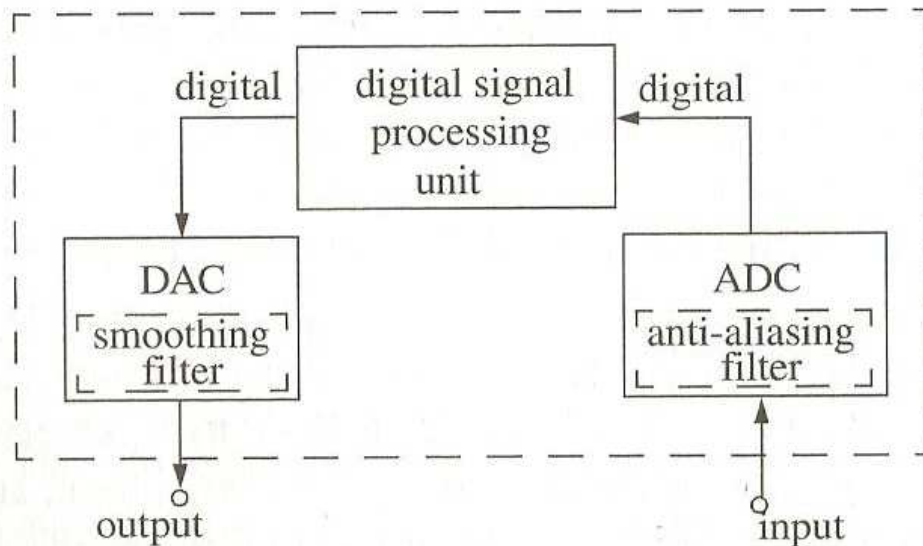 digital signal
processing
unit
digital
digital
DAC
smoothing
filter
ADC
anti-aliasing
filter
output
input